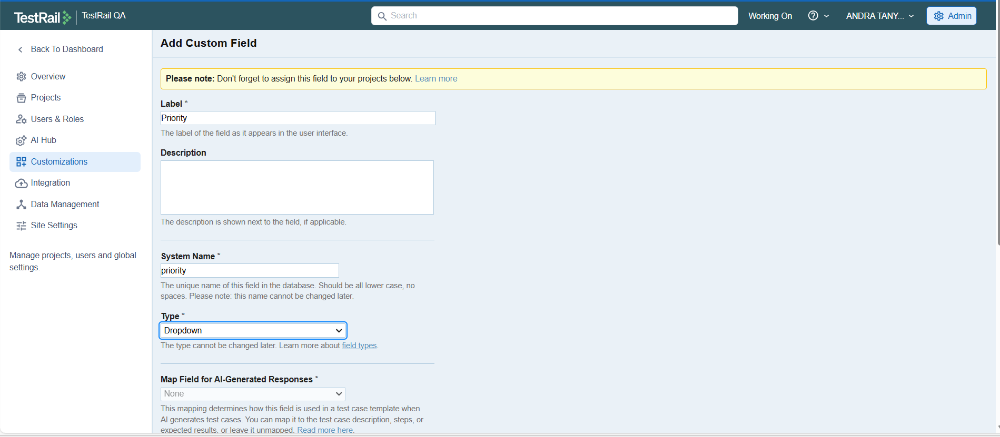 TestRail
TestRail QA
Search
Working On
ANDRA TANY...
Admin
Back To Dashboard
Overview
Projects
Users & Roles
AI Hub
Customizations
Integration
Data Management
Site Settings
Manage projects, users and global
settings.
Add Custom Field
Please note: Don't forget to assign this field to your projects below. Learn more
Label *
Priority
The label of the field as it appears in the user interface.
Description
The description is shown next to the field, if applicable.
System Name *
priority
The unique name of this field in the database. Should be all lower case, no
spaces. Please note: this name cannot be changed later.
Type *
Dropdown
The type cannot be changed later. Learn more about field types.
Map Field for AI-Generated Responses *
None
This mapping determines how this field is used in a test case template when
AI generates test cases. You can map it to the test case description, steps, or
expected results, or leave it unmapped. Read more here.